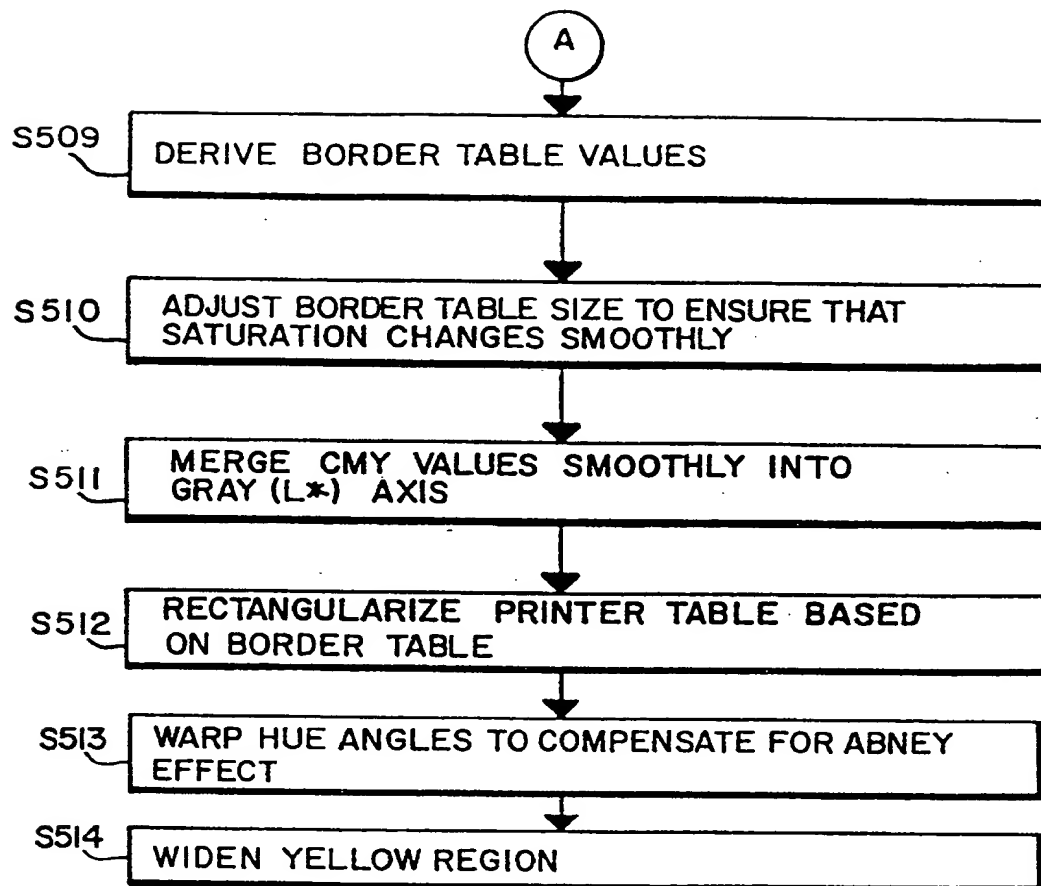 A
S509
DERIVE BORDER TABLE VALUES
S510
ADJUST BORDER TABLE SIZE TO ENSURE THAT
SATURATION CHANGES SMOOTHLY
S511
MERGE CMY VALUES SMOOTHLY INTO
GRAY (L*) AXIS
S512
RECTANGULARIZE PRINTER TABLE BASED
ON BORDER TABLE
S513
WARP HUE ANGLES TO COMPENSATE FOR ABNEY
EFFECT
S514
WIDEN YELLOW REGION